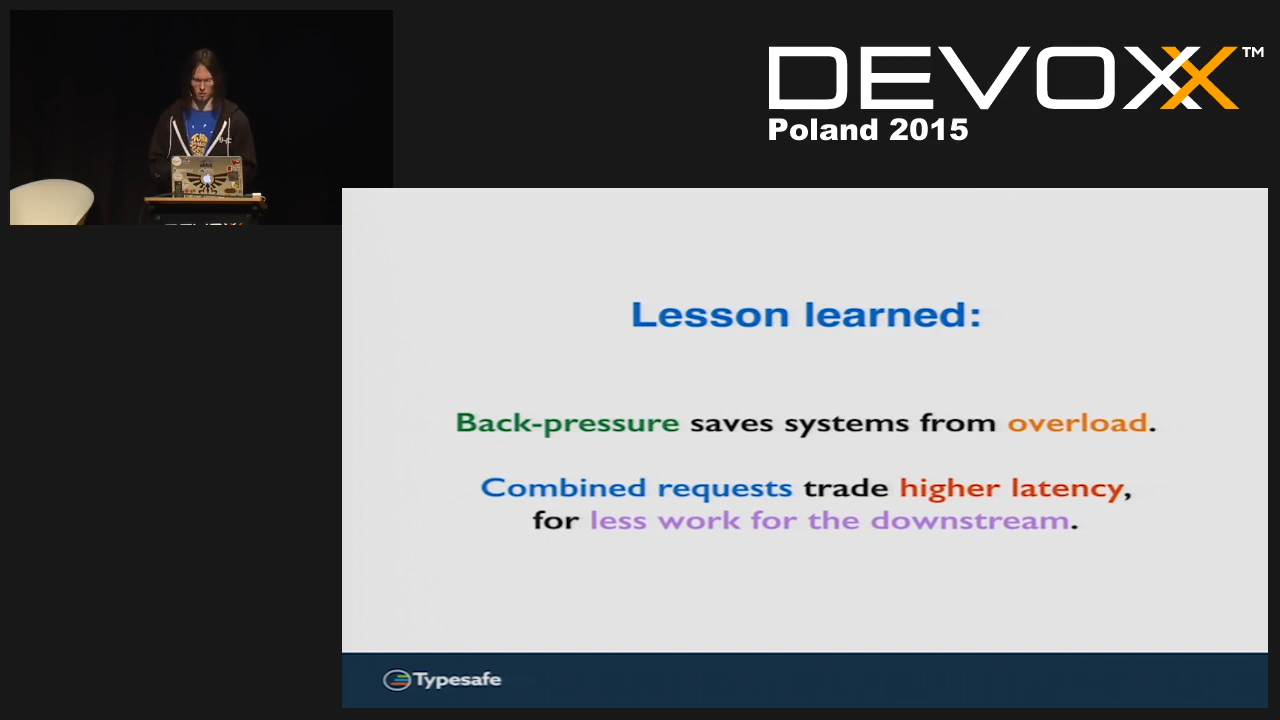 DEVOXX™
Poland 2015
Lesson learned:
Back-pressure saves systems from overload.
Combined requests trade higher latency,
for less work for the downstream.
Typesafe